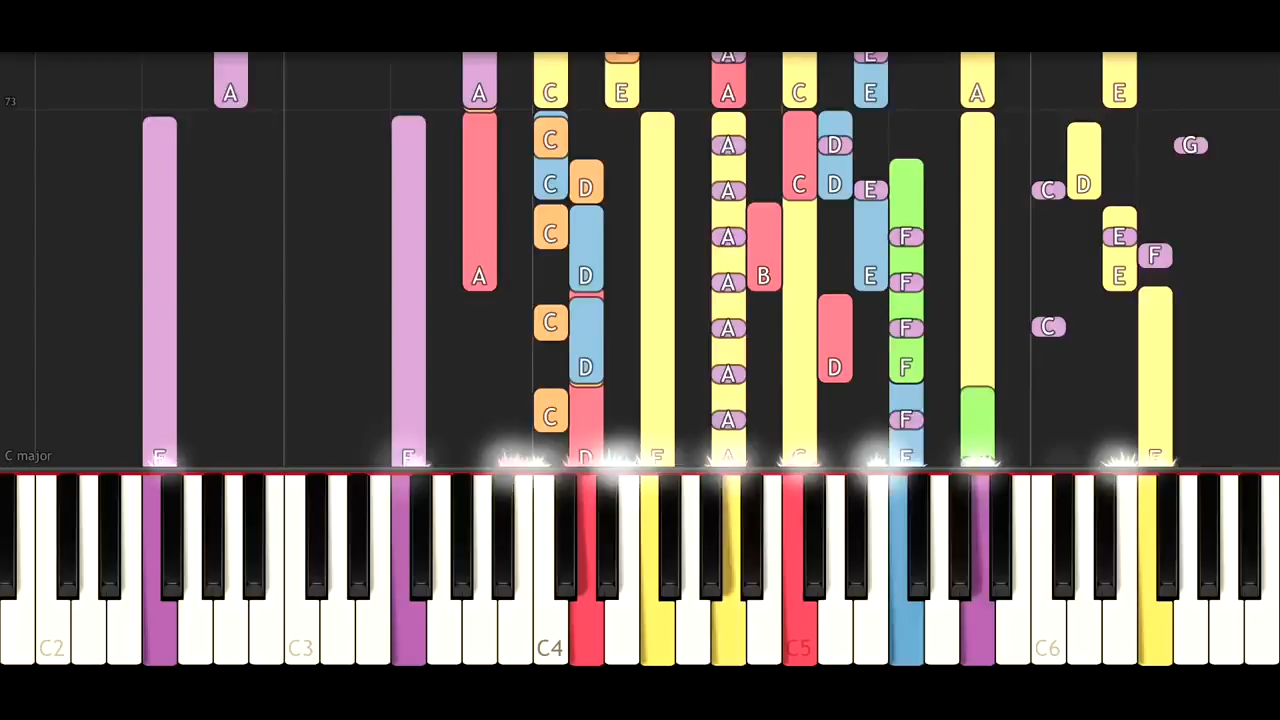 A A C E A A C E E A E
73
C A D G
C D A C D A E C D
C A F E F
A D B E A F E
C A F C
D A D F
C A F
C major F F D F A C F F
C2 C3 C4 C5 C6